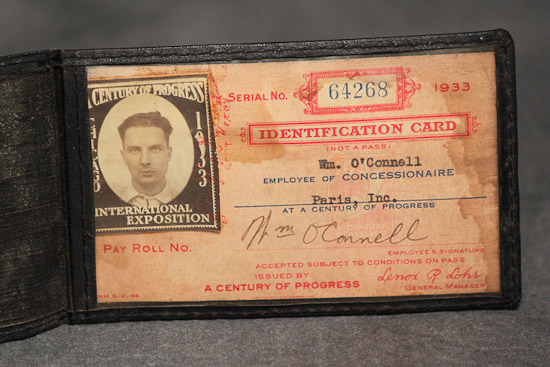 A CENTURY OF PROGRESS
CHICAGO
1933
INTERNATIONAL
EXPOSITION
SERIAL NO. 64268 1933
IDENTIFICATION CARD
(NOT A PASS)
Wm. O'Connell
EMPLOYEE OF CONCESSIONAIRE
Paris, Inc.
AT A CENTURY OF PROGRESS
Wm O'Connell
PAY ROLL NO.
EMPLOYEE'S SIGNATURE
ACCEPTED SUBJECT TO CONDITIONS ON PASS
ISSUED BY
A CENTURY OF PROGRESS
Lenox R. Lohr
GENERAL MANAGER